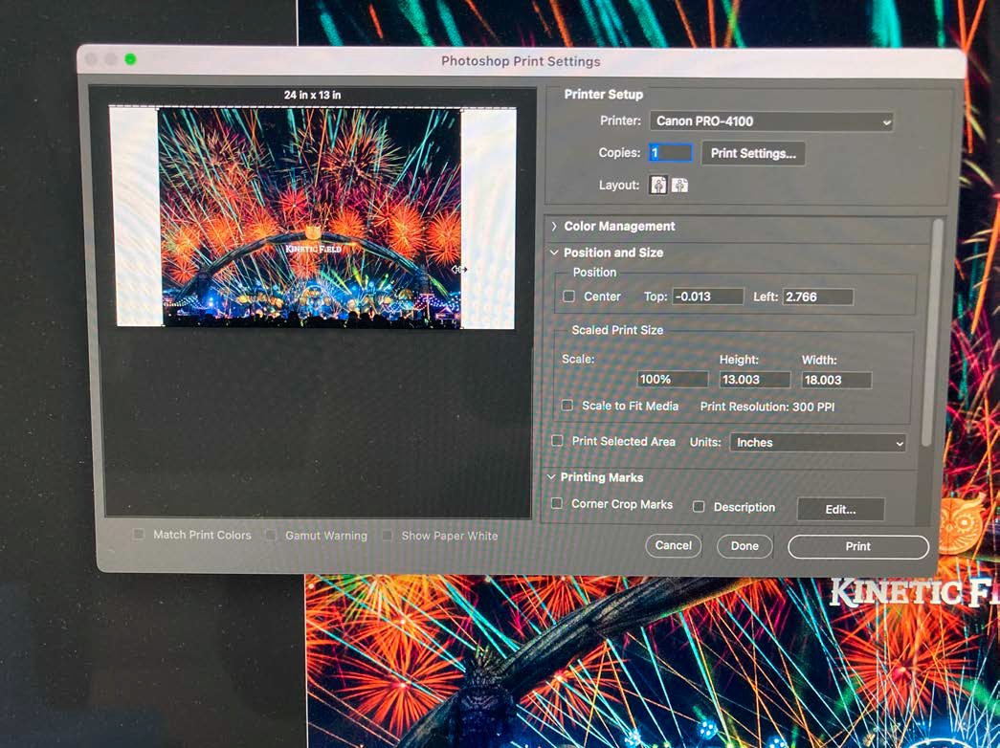 Photoshop Print Settings
24 in x 13 in
KINETIC FIELD
Match Print Colors
Gamut Warning
Show Paper White
Printer Setup
Printer: Canon PRO-4100
Copies: 1 Print Settings...
Layout:
Color Management
Position and Size
Position
Center Top: -0.013 Left: 2.766
Scaled Print Size
Scale: Height: Width:
100% 13.003 18.003
Scale to Fit Media Print Resolution: 300 PPI
Print Selected Area Units: Inches
Printing Marks
Corner Crop Marks Description Edit...
Cancel Done Print
KINETIC FI